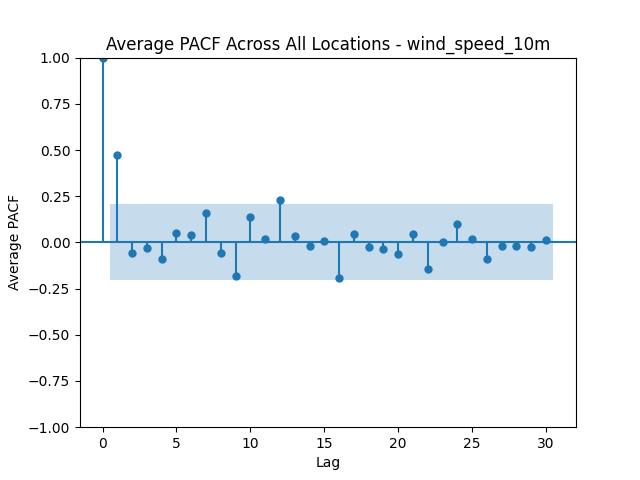 Average PACF Across All Locations - wind_speed_10m
1.00
0.75
0.50
0.25
0.00
−0.25
−0.50
−0.75
−1.00
Average PACF
0 5 10 15 20 25 30
Lag